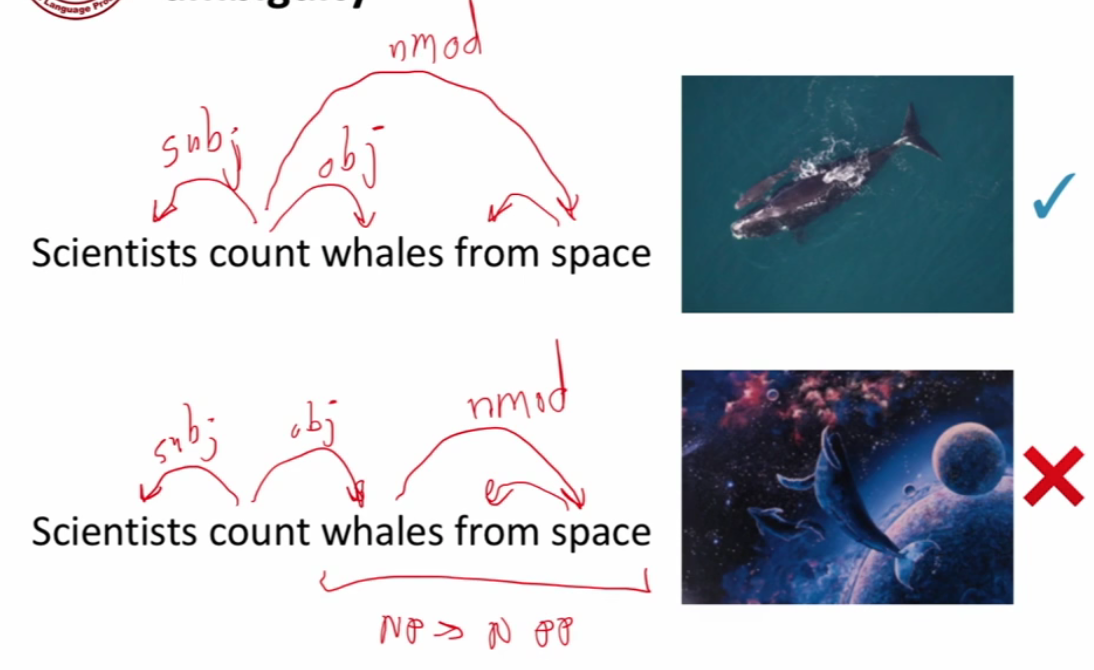 Language Pro
ambiguity
nmod
subj
obj
Scientists count whales from space
nmod
subj
obj
Scientists count whales from space
NP → N PP